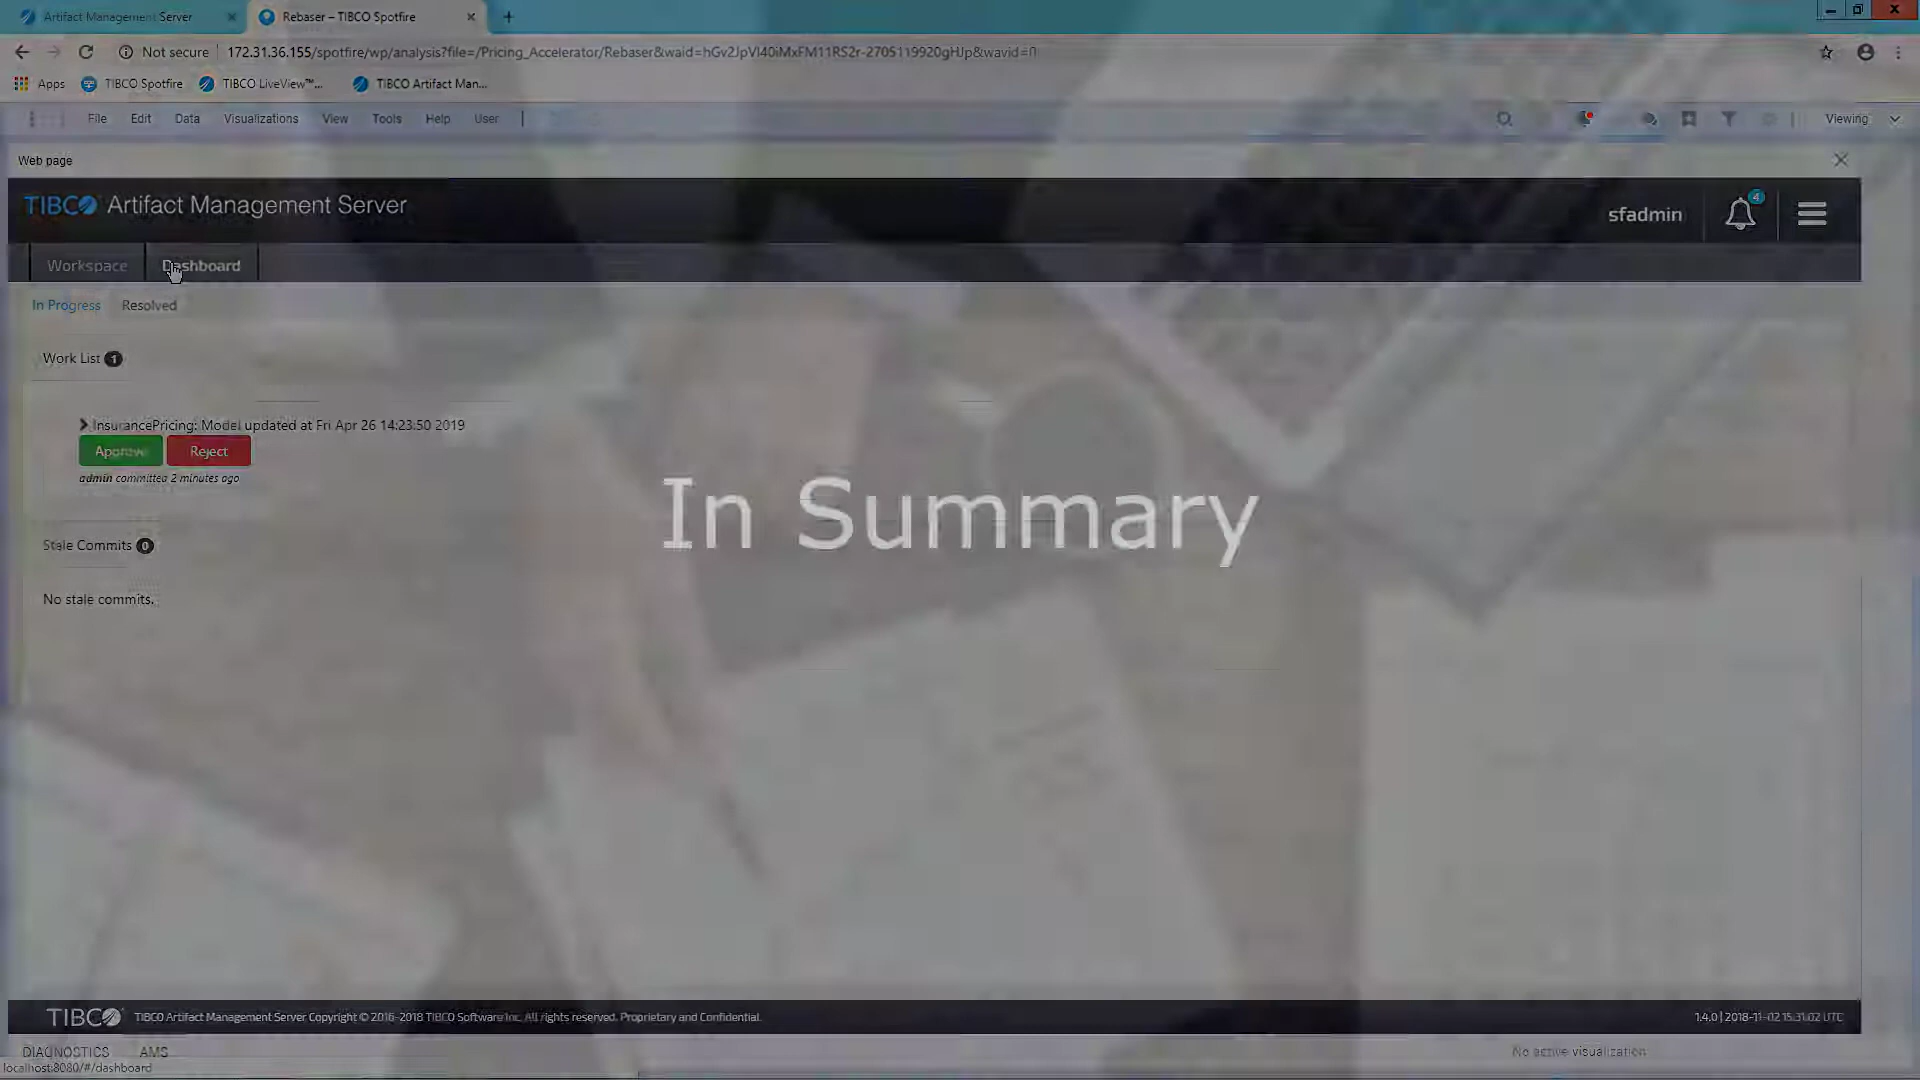 Artifact Management Server
Rebaser – TIBCO Spotfire
Not secure
172.31.36.155/spotfire/wp/analysis?file=/Pricing_Accelerator/Rebaser&waid=hGv2JpVI40iMxFM11RS2r-2705119920gHJp&wavid=0
Apps
TIBCO Spotfire
TIBCO LiveView™...
TIBCO Artifact Man...
File Edit Data Visualizations View Tools Help User
Viewing
Web page
TIBCO Artifact Management Server
sfadmin
4
Workspace
Dashboard
In Progress
Resolved
Work List 1
InsurancePricing: Model updated at Fri Apr 26 14:23:50 2019
Approve
Reject
admin committed 2 minutes ago
In Summary
Stale Commits 0
No stale commits.
TIBCO
TIBCO Artifact Management Server Copyright © 2016-2018 TIBCO Software Inc. All rights reserved. Proprietary and Confidential.
1.4.0 | 2018-11-02 15:31:02 UTC
DIAGNOSTICS
AMS
No active visualization
localhost:8080/#/dashboard